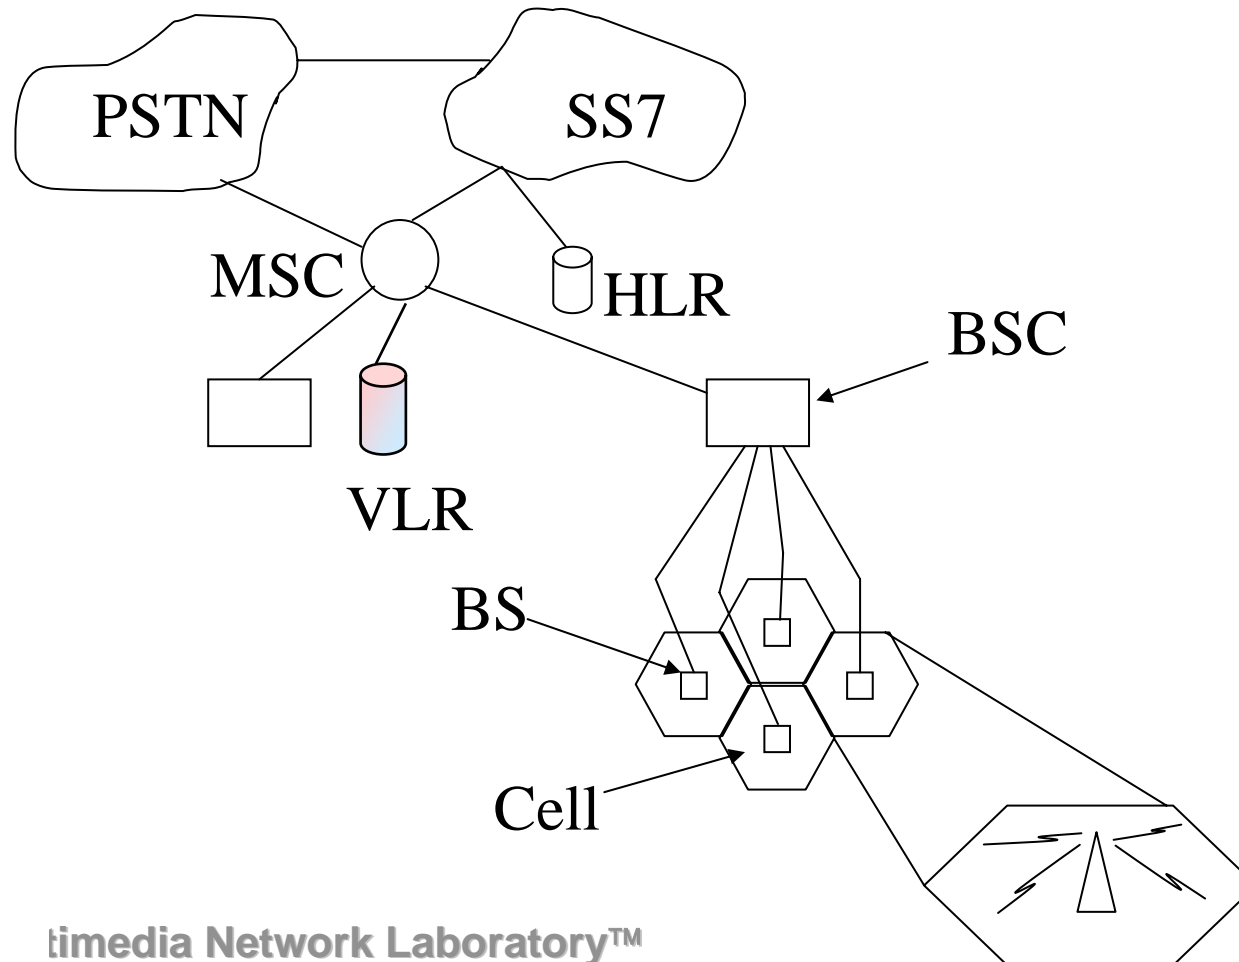 PSTN
SS7
MSC
HLR
BSC
VLR
BS
Cell
timedia Network Laboratory™